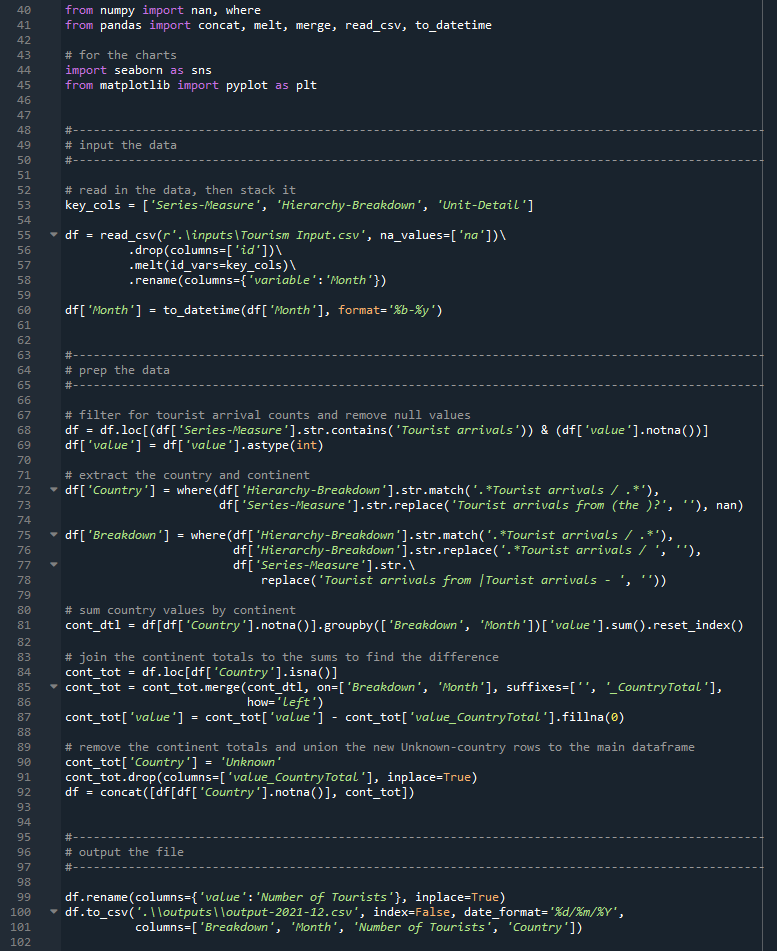 40 from numpy import nan, where
41 from pandas import concat, melt, merge, read_csv, to_datetime
42
43 # for the charts
44 import seaborn as sns
45 from matplotlib import pyplot as plt
46
47
48 #---------------------------------------------------------------------------------------------------
49 # input the data
50 #---------------------------------------------------------------------------------------------------
51
52 # read in the data, then stack it
53 key_cols = ['Series-Measure', 'Hierarchy-Breakdown', 'Unit-Detail']
54
55 df = read_csv(r'.\inputs\Tourism Input.csv', na_values=['na'])\
56          .drop(columns=['id'])\
57          .melt(id_vars=key_cols)\
58          .rename(columns={'variable':'Month'})
59
60 df['Month'] = to_datetime(df['Month'], format='%b-%y')
61
62
63 #---------------------------------------------------------------------------------------------------
64 # prep the data
65 #---------------------------------------------------------------------------------------------------
66
67 # filter for tourist arrival counts and remove null values
68 df = df.loc[(df['Series-Measure'].str.contains('Tourist arrivals')) & (df['value'].notna())]
69 df['value'] = df['value'].astype(int)
70
71 # extract the country and continent
72 df['Country'] = where(df['Hierarchy-Breakdown'].str.match('.*Tourist arrivals / .*'),
73                       df['Series-Measure'].str.replace('Tourist arrivals from (the )?', ''), nan)
74
75 df['Breakdown'] = where(df['Hierarchy-Breakdown'].str.match('.*Tourist arrivals / .*'),
76                         df['Hierarchy-Breakdown'].str.replace('.*Tourist arrivals / ', ''),
77                         df['Series-Measure'].str.\
78                             replace('Tourist arrivals from |Tourist arrivals - ', ''))
79
80 # sum country values by continent
81 cont_dtl = df[df['Country'].notna()].groupby(['Breakdown', 'Month'])['value'].sum().reset_index()
82
83 # join the continent totals to the sums to find the difference
84 cont_tot = df.loc[df['Country'].isna()]
85 cont_tot = cont_tot.merge(cont_dtl, on=['Breakdown', 'Month'], suffixes=['', '_CountryTotal'],
86                           how='left')
87 cont_tot['value'] = cont_tot['value'] - cont_tot['value_CountryTotal'].fillna(0)
88
89 # remove the continent totals and union the new Unknown-country rows to the main dataframe
90 cont_tot['Country'] = 'Unknown'
91 cont_tot.drop(columns=['value_CountryTotal'], inplace=True)
92 df = concat([df[df['Country'].notna()], cont_tot])
93
94
95 #---------------------------------------------------------------------------------------------------
96 # output the file
97 #---------------------------------------------------------------------------------------------------
98
99 df.rename(columns={'value':'Number of Tourists'}, inplace=True)
100 df.to_csv('.\\outputs\\output-2021-12.csv', index=False, date_format='%d/%m/%Y',
101           columns=['Breakdown', 'Month', 'Number of Tourists', 'Country'])
102